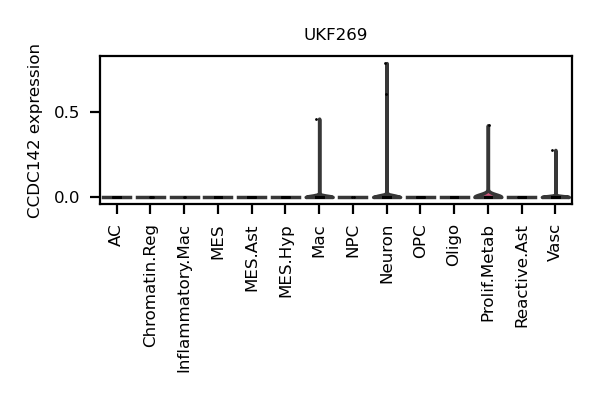 UKF269
CCDC142 expression
0.5
0.0
AC
Chromatin.Reg
Inflammatory.Mac
MES
MES.Ast
MES.Hyp
Mac
NPC
Neuron
OPC
Oligo
Prolif.Metab
Reactive.Ast
Vasc